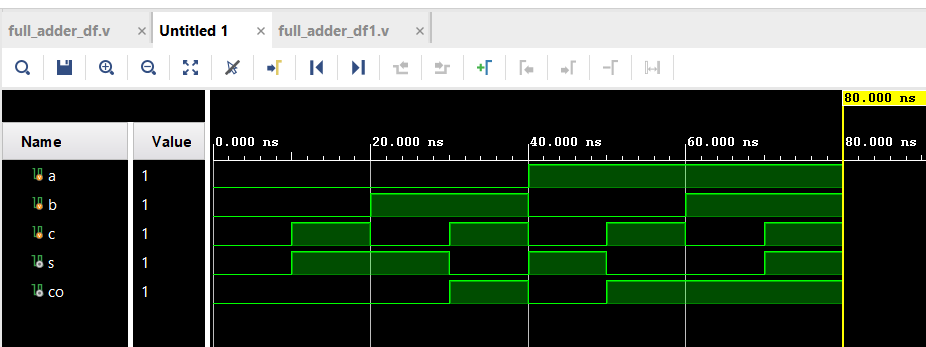 full_adder_df.v × Untitled 1 × full_adder_df1.v ×
80.000 ns
Name Value 0.000 ns 20.000 ns 40.000 ns 60.000 ns 80.000 ns
a 1
b 1
c 1
s 1
co 1